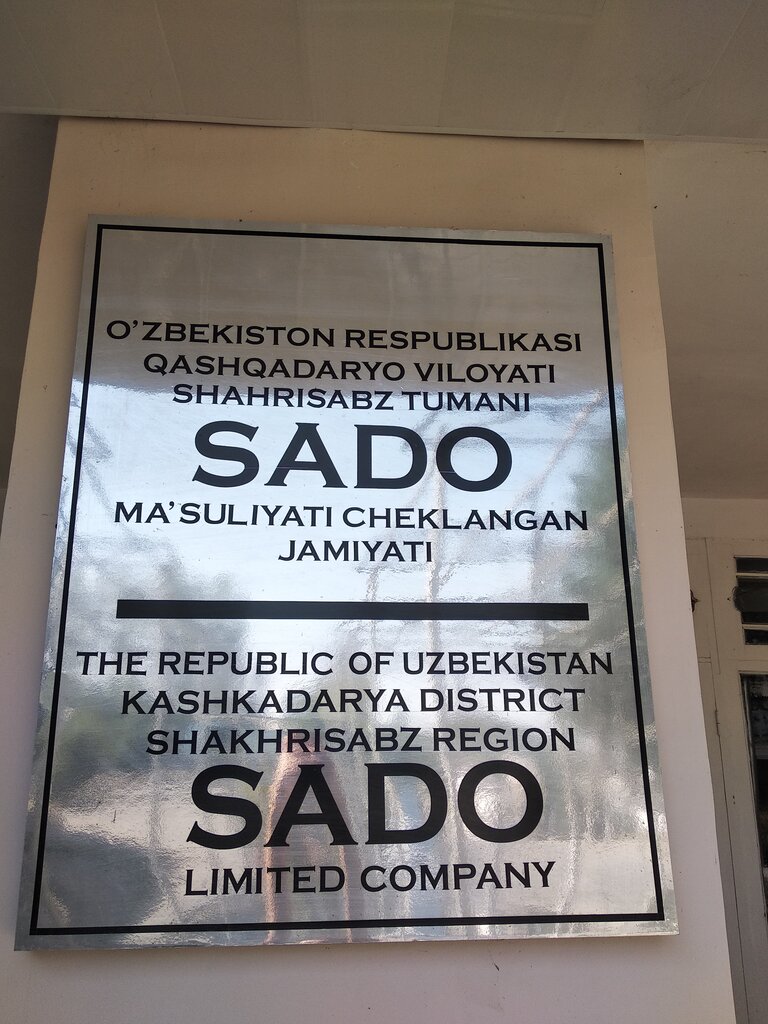 O'ZBEKISTON RESPUBLIKASI
QASHQADARYO VILOYATI
SHAHRISABZ TUMANI
SADO
MA'SULIYATI CHEKLANGAN
JAMIYATI
THE REPUBLIC OF UZBEKISTAN
KASHKADARYA DISTRICT
SHAKHRISABZ REGION
SADO
LIMITED COMPANY